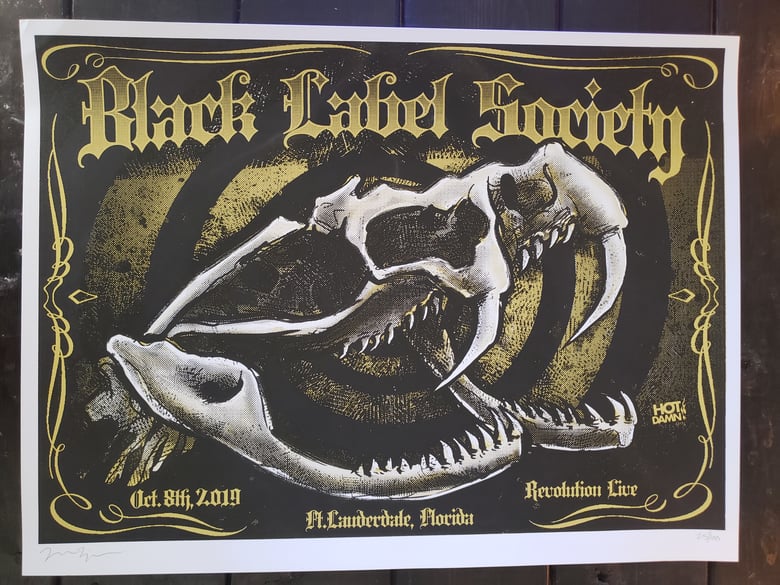 Black Label Society
HOT
DAMN!
Oct. 8th, 2019
Revolution Live
Ft. Lauderdale, Florida